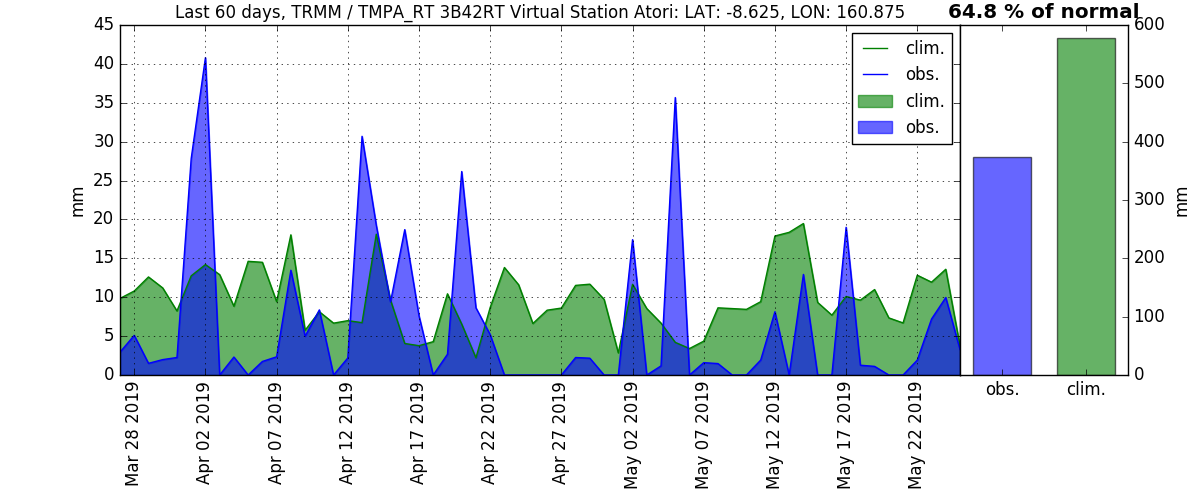 Last 60 days, TRMM / TMPA_RT 3B42RT Virtual Station Atori: LAT: -8.625, LON: 160.875
64.8 % of normal
45
40
35
30
25
20
15
10
5
0
mm
clim.
obs.
clim.
obs.
Mar 28 2019
Apr 02 2019
Apr 07 2019
Apr 12 2019
Apr 17 2019
Apr 22 2019
Apr 27 2019
May 02 2019
May 07 2019
May 12 2019
May 17 2019
May 22 2019
600
500
400
300
200
100
0
mm
obs.
clim.